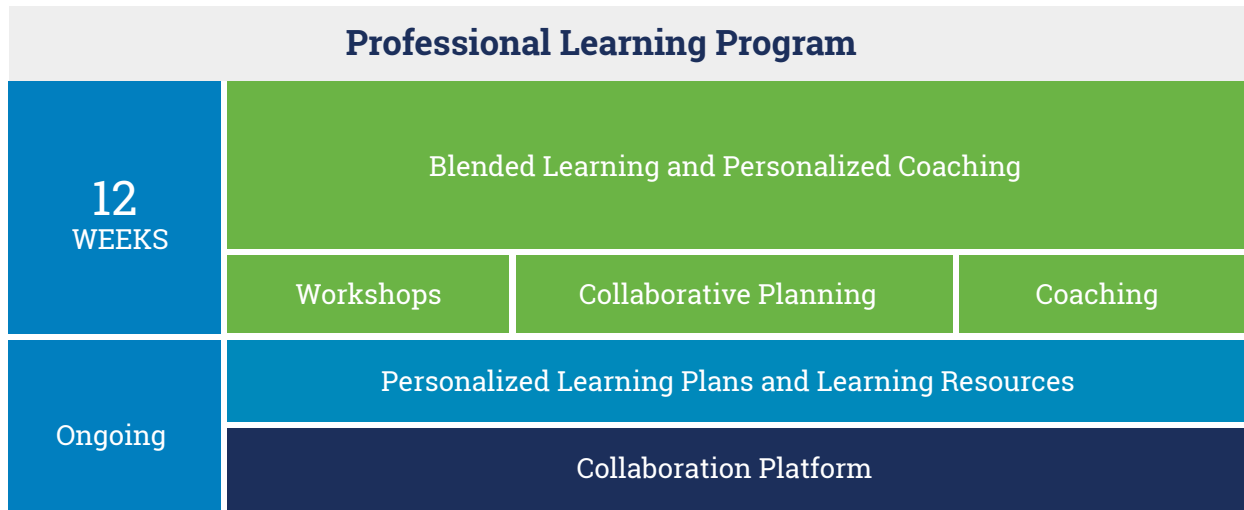 Professional Learning Program
12
WEEKS
Blended Learning and Personalized Coaching
Workshops
Collaborative Planning
Coaching
Ongoing
Personalized Learning Plans and Learning Resources
Collaboration Platform